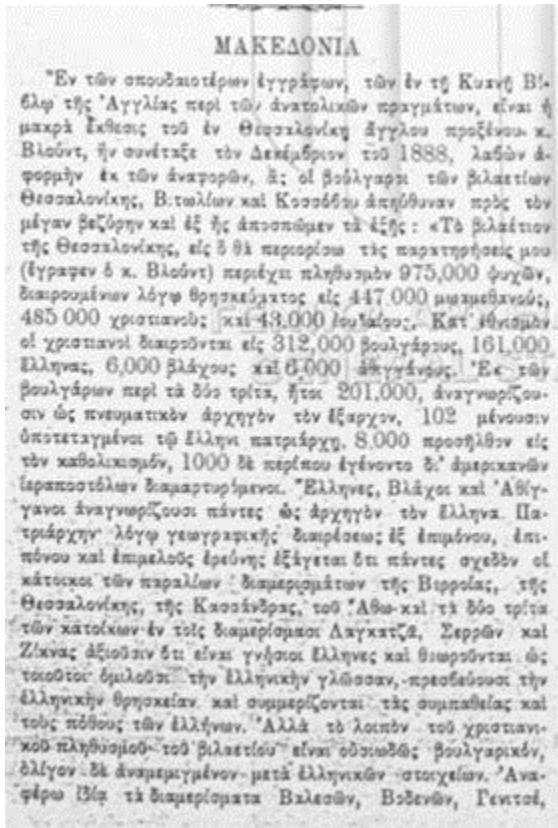 ΜΑΚΕΔΟΝΙΑ
Ἓν τῶν σπουδαιοτέρων ἐγγράφων, τῶν ἐν τῇ Κυανῇ Βί-
βλῳ τῆς Ἀγγλίας περὶ τῶν ἀνατολικῶν πραγμάτων, εἶναι ἡ
μακρὰ ἔκθεσις τοῦ ἐν Θεσσαλονίκῃ ἄγγλου προξένου κ.
Βλούντ, ἣν συνέταξε τὸν Δεκέμβριον τοῦ 1888, λαβὼν ἀ-
φορμὴν ἐκ τῶν ἀναφορῶν, ἃς οἱ βούλγαροι τῶν βιλαετίων
Θεσσαλονίκης, Βιτωλίων καὶ Κοσσόβου ἀπηύθυναν πρὸς τὸν
μέγαν βεζύρην καὶ ἐξ ἧς ἀποσπῶμεν τὰ ἑξῆς : «Τὸ βιλαέτιον
τῆς Θεσσαλονίκης, εἰς ὃ θὰ περιορίσω τὰς παρατηρήσεις μου
(ἔγραφεν ὁ κ. Βλούντ) περιέχει πληθυσμὸν 975,000 ψυχῶν,
διαιρουμένων λόγῳ θρησκεύματος εἰς 447.000 μωαμεθανούς,
485 000 χριστιανοὺς καὶ 43.000 ἰουδαίους. Κατ' ἐθνισμὸν
οἱ χριστιανοὶ διαιροῦνται εἰς 312,000 βουλγάρους, 161,000
ἕλληνας, 6,000 βλάχους καὶ 6,000 ἀθιγγάνους. Ἐκ τῶν
βουλγάρων περὶ τὰ δύο τρίτα, ἤτοι 201,000, ἀναγνωρίζου-
σιν ὡς πνευματικὸν ἀρχηγὸν τὸν ἔξαρχον, 102 μένουσιν
ὑποτεταγμένοι τῷ ἕλληνι πατριάρχῃ, 8.000 προσῆλθον εἰς
τὸν καθολικισμόν, 1000 δὲ περίπου ἐγένοντο δι' ἀμερικανῶν
ἱεραποστόλων διαμαρτυρόμενοι. Ἕλληνες, Βλάχοι καὶ Ἀθίγ-
γανοι ἀναγνωρίζουσι πάντες ὡς ἀρχηγὸν τὸν ἕλληνα Πα-
τριάρχην λόγῳ γεωγραφικῆς διαιρέσεως ἐξ ἐπιμόνου, ἐπι-
πόνου καὶ ἐπιμελοῦς ἐρεύνης ἐξάγεται ὅτι πάντες σχεδὸν οἱ
κάτοικοι τῶν παραλίων διαμερισμάτων τῆς Βιρροίας, τῆς
Θεσσαλονίκης, τῆς Κασσάνδρας, τοῦ Ἄθω καὶ τὰ δύο τρίτα
τῶν κατοίκων ἐν τοῖς διαμερίσμασι Λαγκατζᾶ, Σερρῶν καὶ
Ζίχνας ἀξιοῦσιν ὅτι εἶναι γνήσιοι ἕλληνες καὶ θεωροῦνται ὡς
τοιοῦτοι· ὁμιλοῦσι τὴν ἑλληνικὴν γλῶσσαν, πρεσβεύουσι τὴν
ἑλληνικὴν θρησκείαν καὶ συμμερίζονται τὰς συμπαθείας καὶ
τοὺς πόθους τῶν ἑλλήνων. Ἀλλὰ τὸ λοιπὸν τοῦ χριστιανι-
κοῦ πληθυσμοῦ τοῦ βιλαετίου εἶναι οὐσιωδῶς βουλγαρικόν,
ὀλίγον δὲ ἀναμεμιγμένον μετὰ ἑλληνικῶν στοιχείων. Ἀνα-
φέρω ἰδίᾳ τὰ διαμερίσματα Βαλεσῶν, Βοδενῶν, Γενιτσέ,